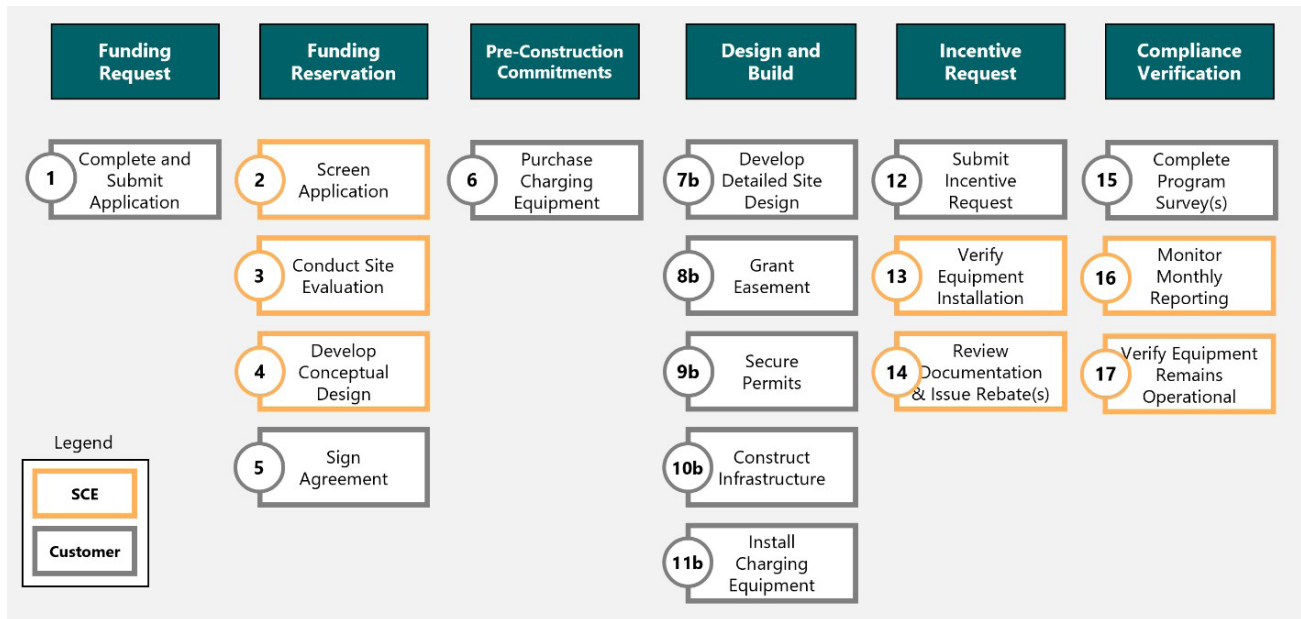 Funding
Request
Funding
Reservation
Pre-Construction
Commitments
Design and
Build
Incentive
Request
Compliance
Verification
1
Complete and
Submit
Application
2
Screen
Application
3
Conduct Site
Evaluation
4
Develop
Conceptual
Design
5
Sign
Agreement
6
Purchase
Charging
Equipment
7b
Develop
Detailed Site
Design
8b
Grant
Easement
9b
Secure
Permits
10b
Construct
Infrastructure
11b
Install
Charging
Equipment
12
Submit
Incentive
Request
13
Verify
Equipment
Installation
14
Review
Documentation
& Issue Rebate(s)
15
Complete
Program
Survey(s)
16
Monitor
Monthly
Reporting
17
Verify Equipment
Remains
Operational
Legend
SCE
Customer